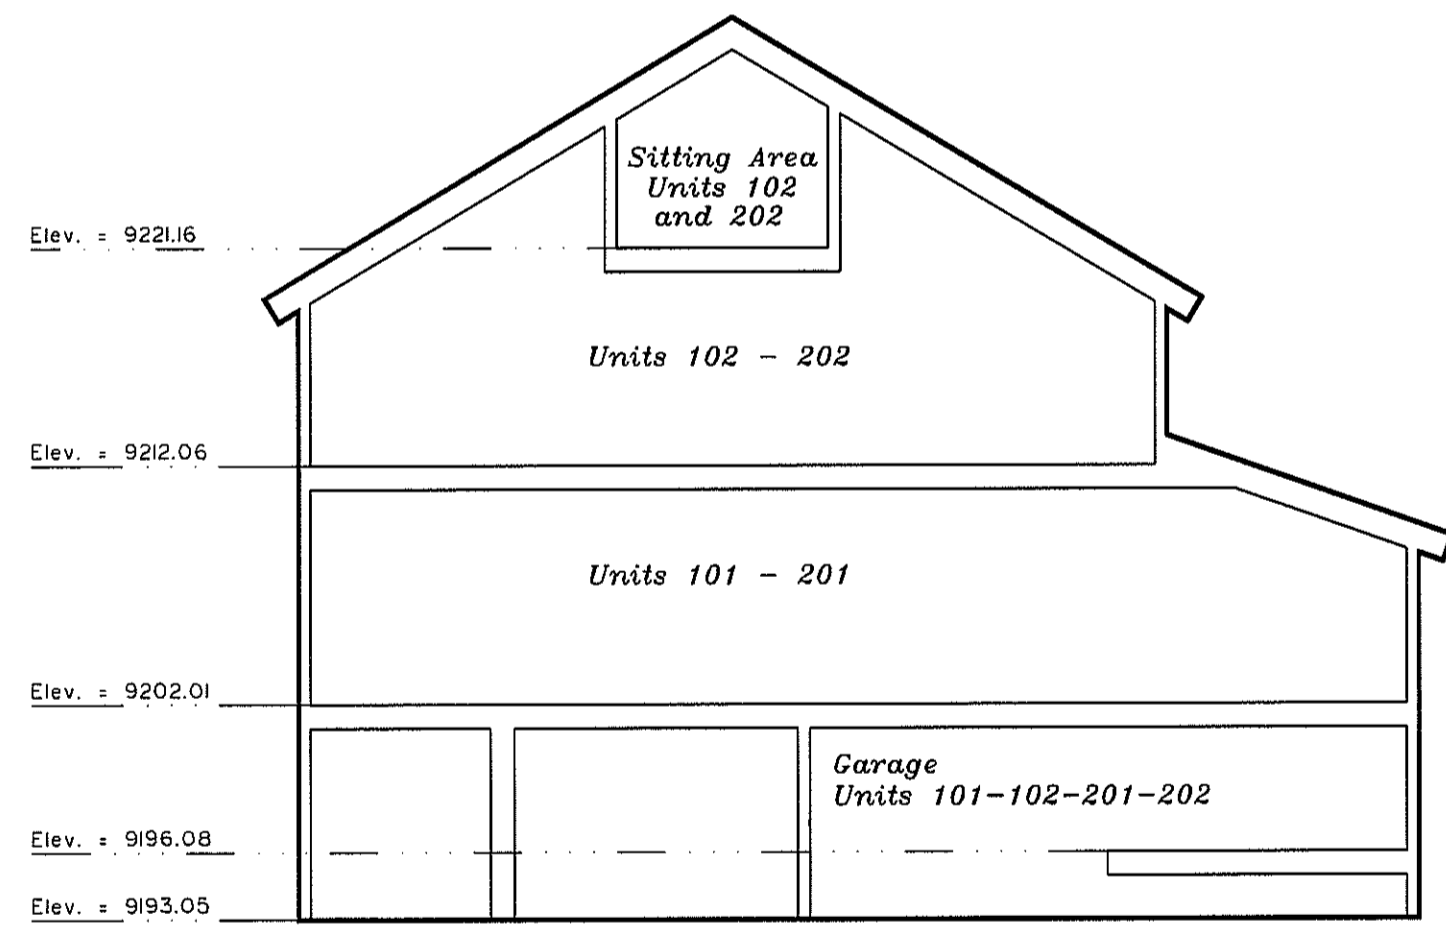 Sitting Area
Units 102
and 202
Elev. = 9221.16
Units 102 - 202
Elev. = 9212.06
Units 101 - 201
Elev. = 9202.01
Garage
Units 101-102-201-202
Elev. = 9196.08
Elev. = 9193.05